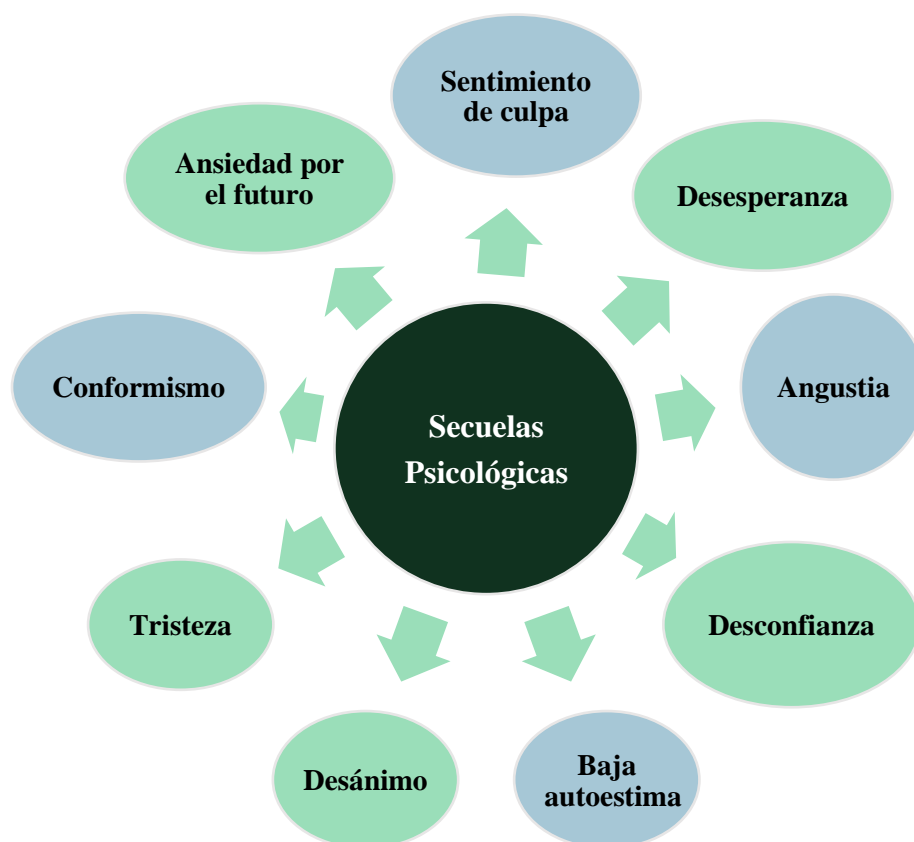 Sentimiento
de culpa
Ansiedad por
el futuro
Desesperanza
Conformismo
Angustia
Secuelas
Psicológicas
Tristeza
Desconfianza
Desánimo
Baja
autoestima